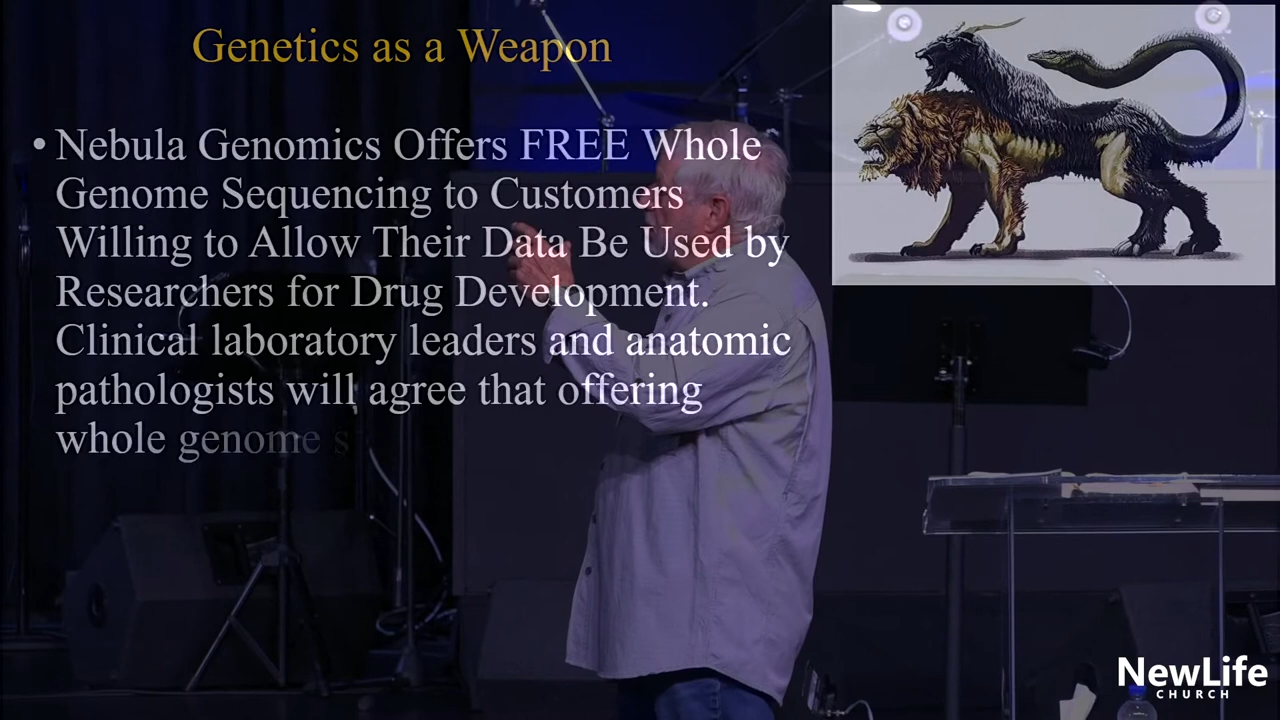 Genetics as a Weapon
• Nebula Genomics Offers FREE Whole
Genome Sequencing to Customers
Willing to Allow Their Data Be Used by
Researchers for Drug Development.
Clinical laboratory leaders and anatomic
pathologists will agree that offering
whole genome s
NewLife
CHURCH